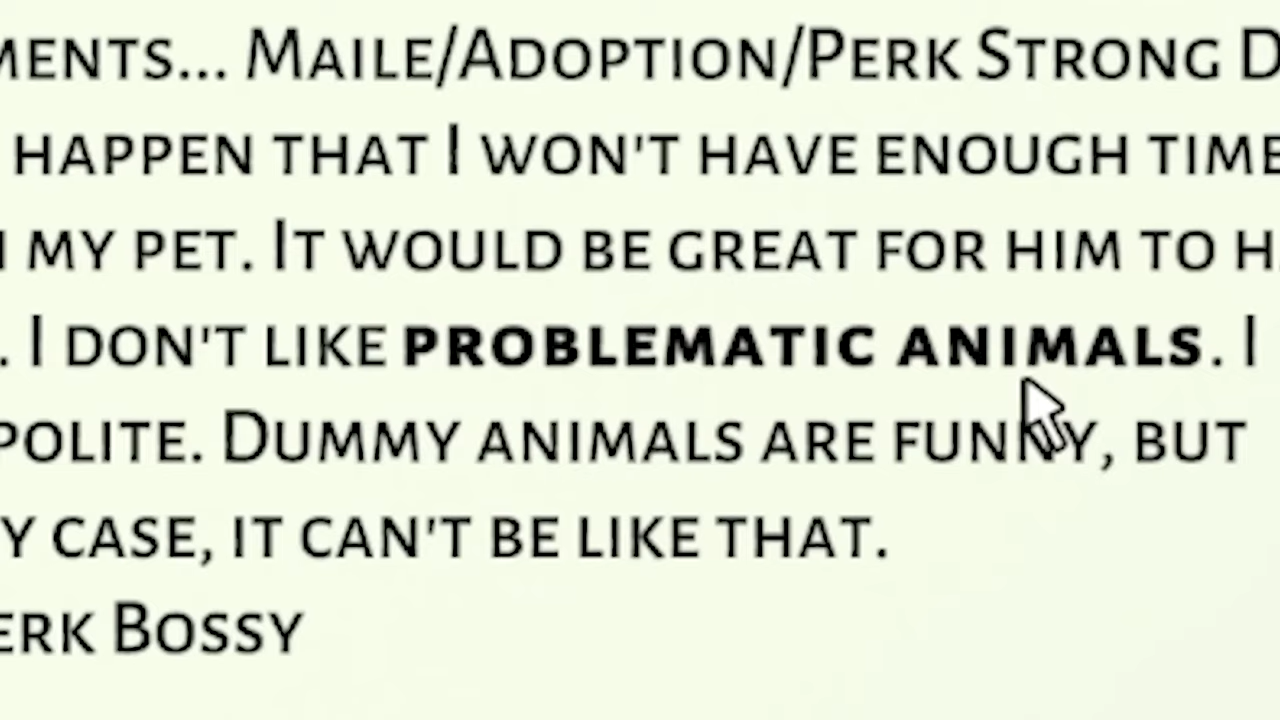 MENTS... MAILE/ADOPTION/PERK STRONG D
HAPPEN THAT I WON'T HAVE ENOUGH TIME
MY PET. IT WOULD BE GREAT FOR HIM TO H
. I DON'T LIKE PROBLEMATIC ANIMALS. I
POLITE. DUMMY ANIMALS ARE FUNNY, BUT
Y CASE, IT CAN'T BE LIKE THAT.
ERK BOSSY